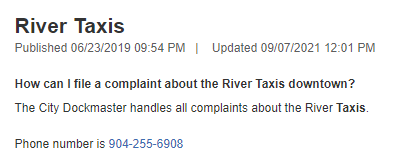 River Taxis
Published 06/23/2019 09:54 PM | Updated 09/07/2021 12:01 PM
How can I file a complaint about the River Taxis downtown?
The City Dockmaster handles all complaints about the River Taxis.
Phone number is 904-255-6908